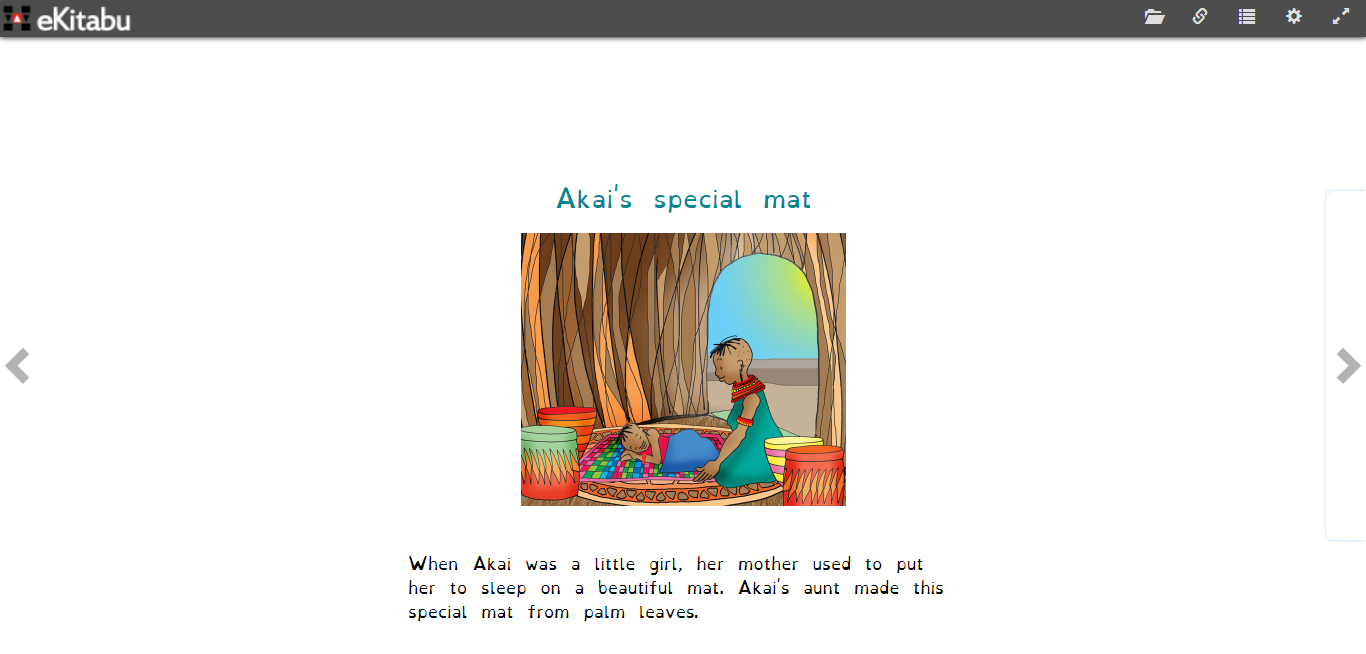 eKitabu
Akai's special mat
When Akai was a little girl, her mother used to put
her to sleep on a beautiful mat. Akai's aunt made this
special mat from palm leaves.